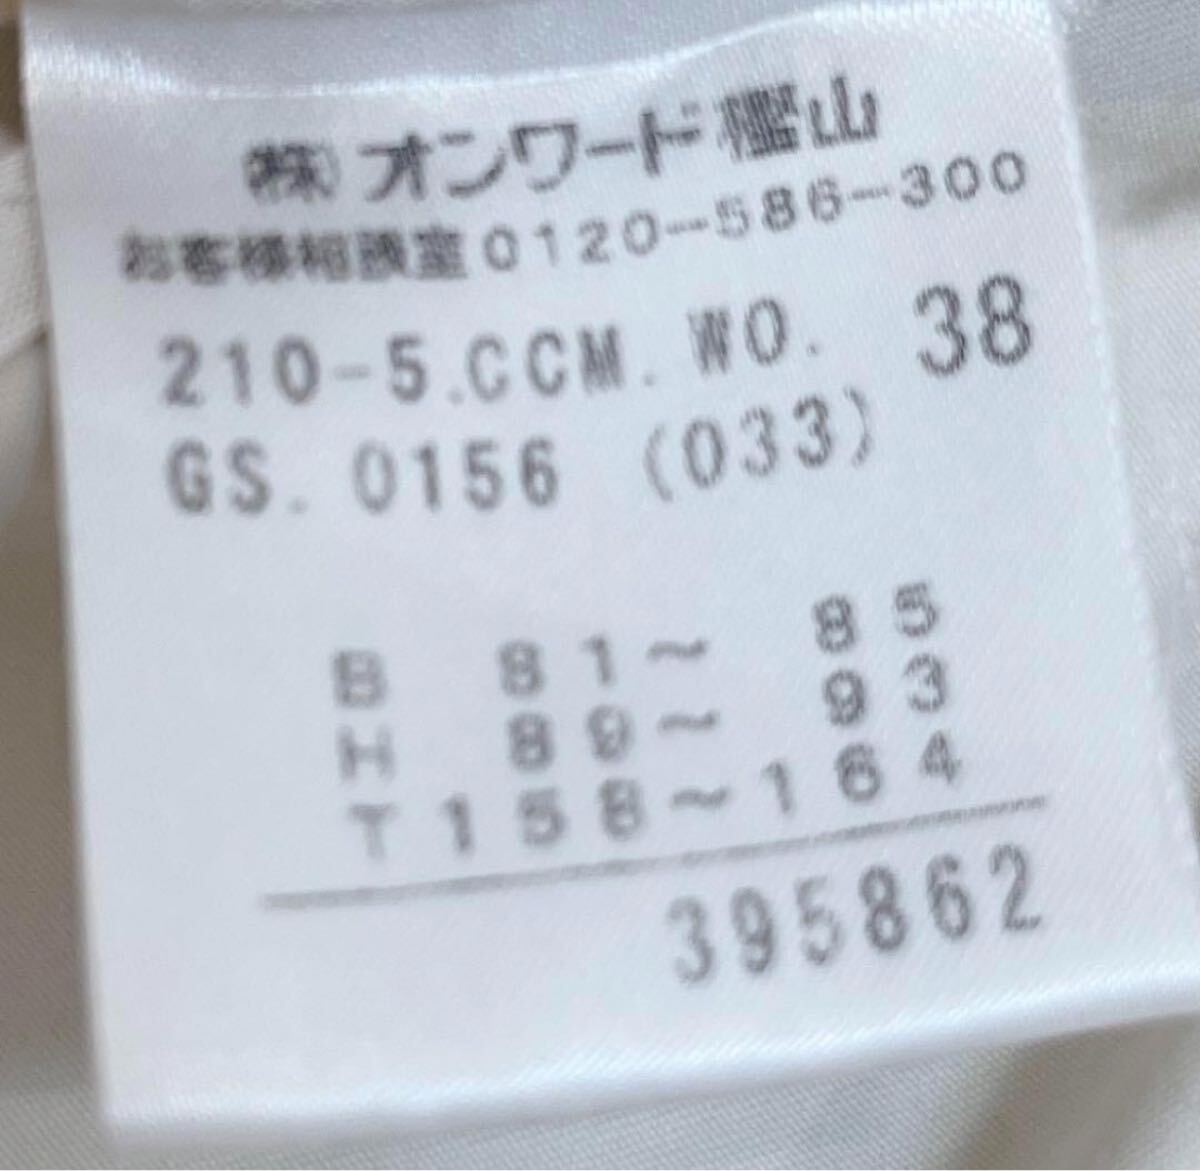 ㈱オンワード樫山
お客様相談室0120-586-300
210-5.CCM.WO. 38
GS.0156 (033)
B 81～ 85
H 89～ 93
T158～164
395862